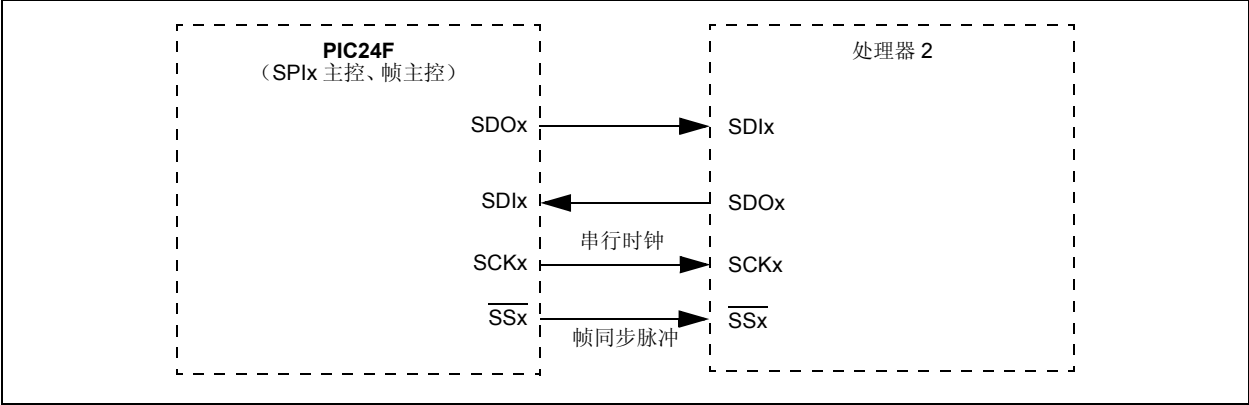 PIC24F
（SPIx 主控、帧主控）
处理器 2
SDOx
SDIx
SDIx
SDOx
串行时钟
SCKx
SCKx
SSx
SSx
帧同步脉冲